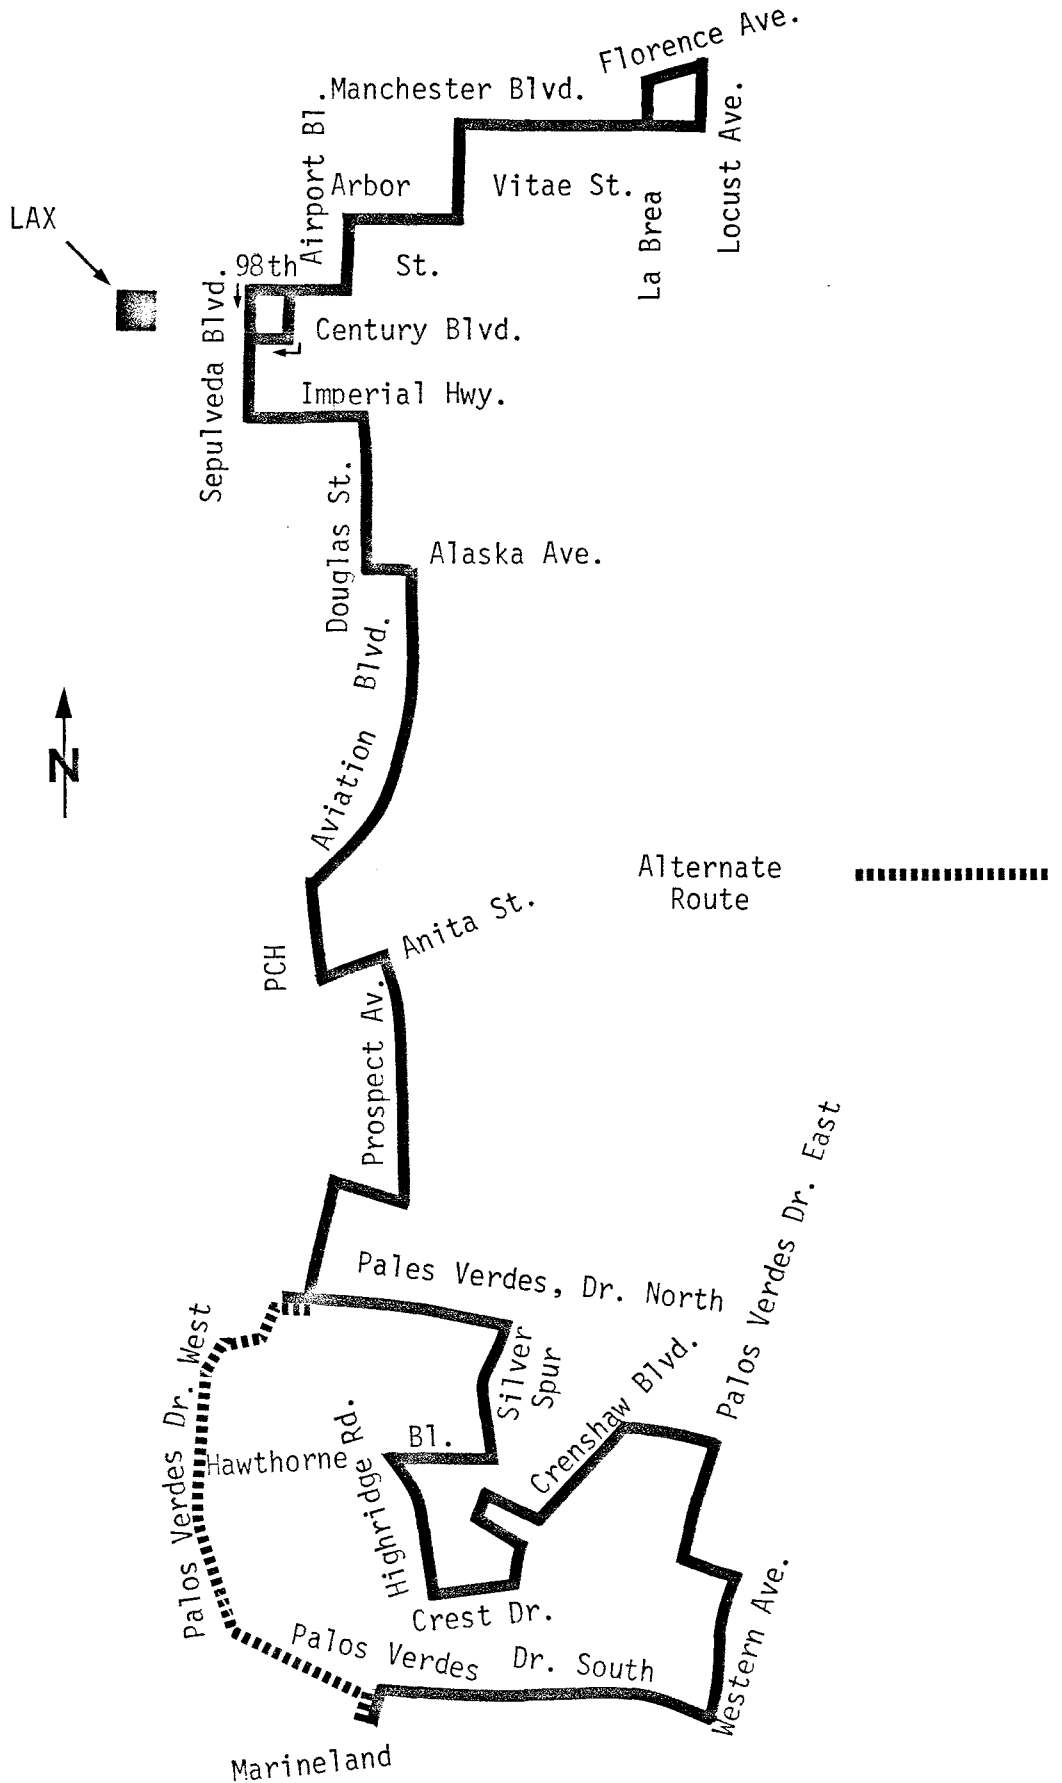 Florence Ave.
.Manchester Blvd.
Airport Bl
Locust Ave.
Arbor Vitae St.
La Brea
LAX
98th St.
Sepulveda Blvd.
Century Blvd.
Imperial Hwy.
Douglas St.
Alaska Ave.
Aviation Blvd.
N
Alternate
Route
Anita St.
PCH
Prospect Av.
Palos Verdes Dr. East
Pales Verdes, Dr. North
Palos Verdes Dr. West
Silver
Spur
Crenshaw Blvd.
Hawthorne Bl.
Highridge Rd.
Crest Dr.
Western Ave.
Palos Verdes Dr. South
Marineland